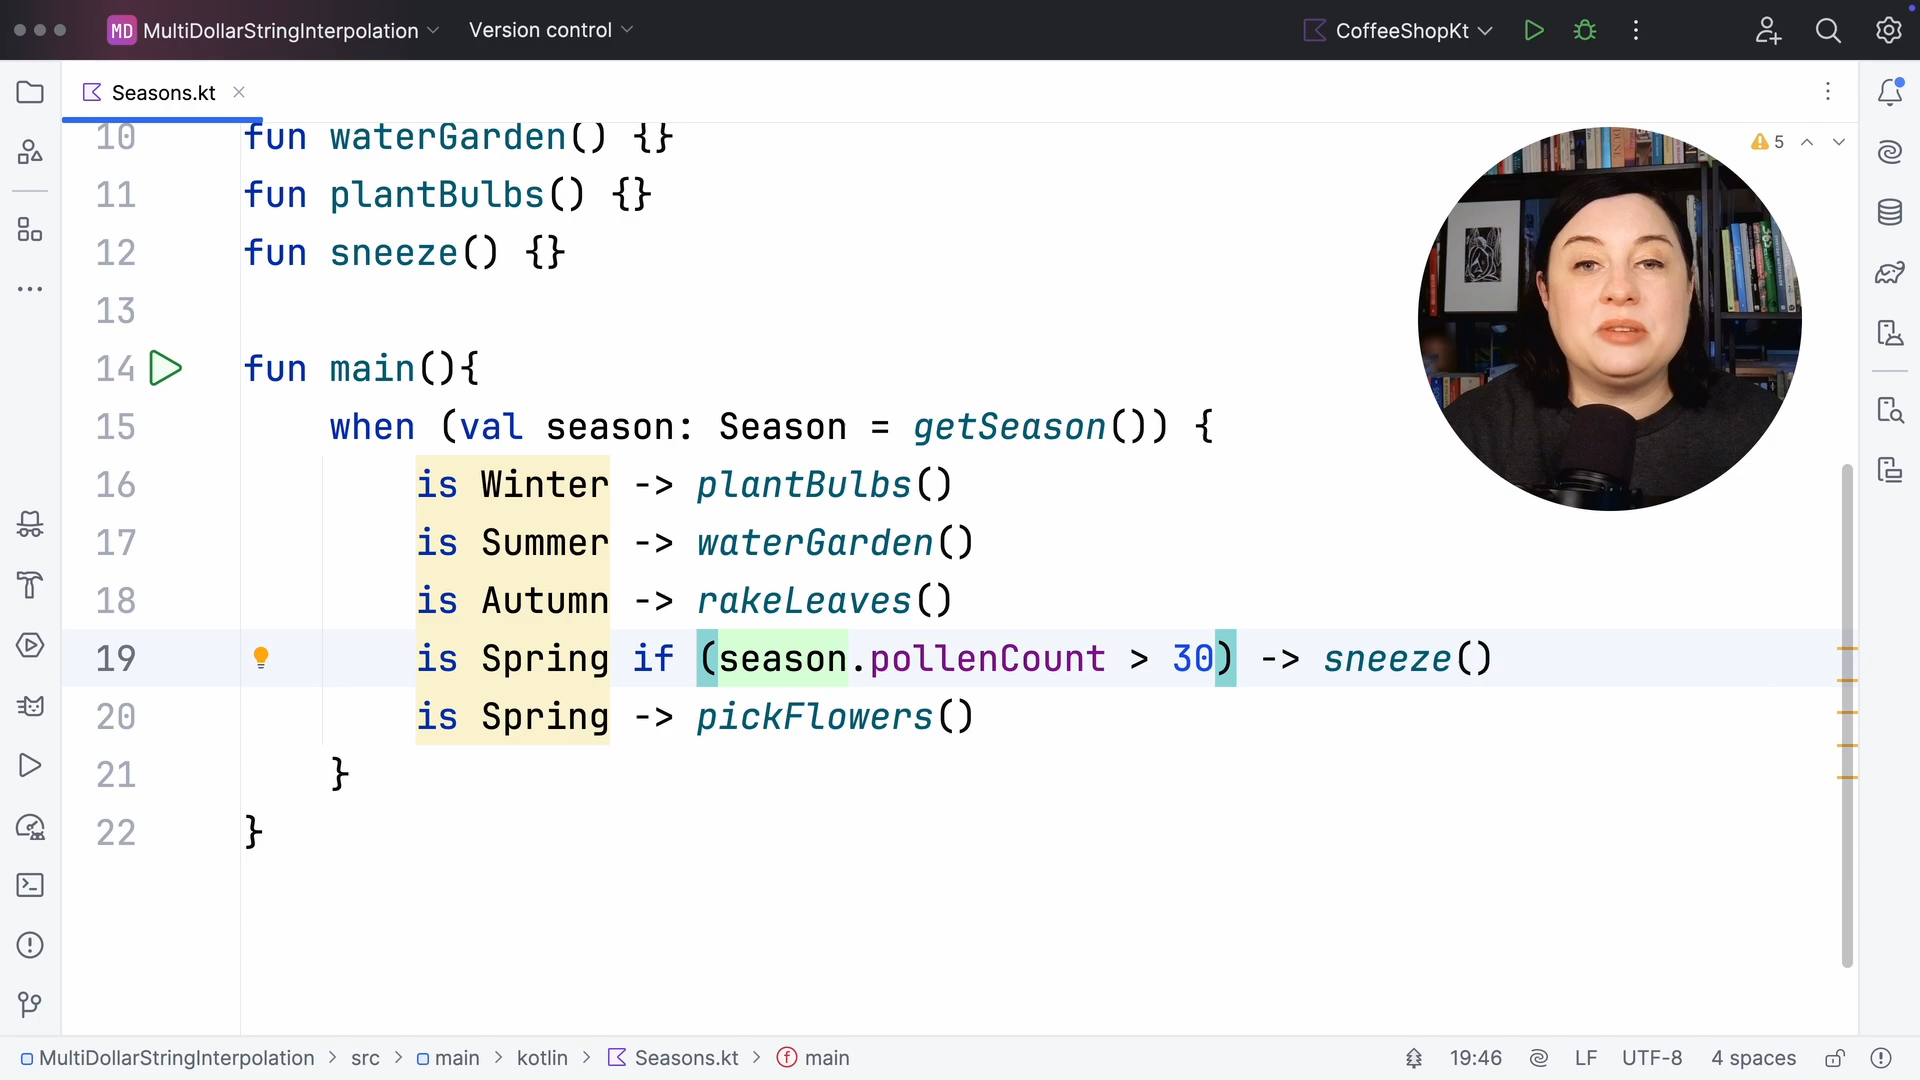 MD MultiDollarStringInterpolation Version control CoffeeShopKt
Seasons.kt
5
10 fun waterGarden() {}
11 fun plantBulbs() {}
12 fun sneeze() {}
13
14 fun main(){
15 when (val season: Season = getSeason()) {
16 is Winter -> plantBulbs()
17 is Summer -> waterGarden()
18 is Autumn -> rakeLeaves()
19 is Spring if (season.pollenCount > 30) -> sneeze()
20 is Spring -> pickFlowers()
21 }
22 }
MultiDollarStringInterpolation > src > main > kotlin > Seasons.kt > f main 19:46 LF UTF-8 4 spaces